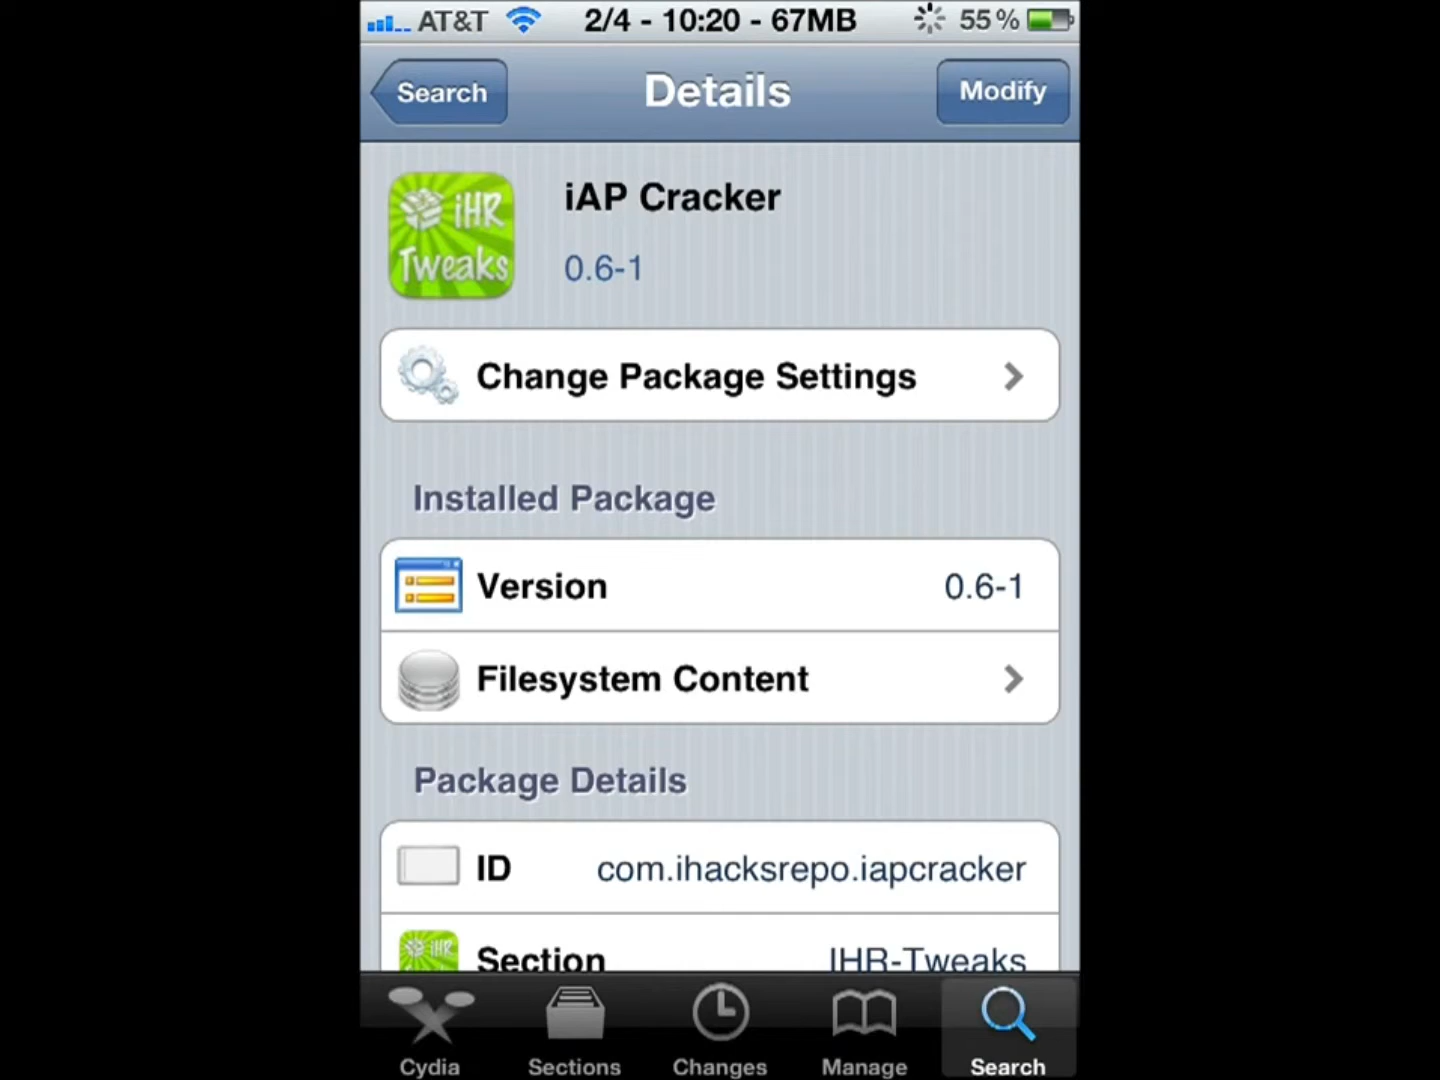 AT&T 2/4 - 10:20 - 67MB 55%
Search Details Modify
iHR Tweaks
iAP Cracker
0.6-1
Change Package Settings
Installed Package
Version 0.6-1
Filesystem Content
Package Details
ID com.ihacksrepo.iapcracker
iHR Section IHR-Tweaks
Cydia Sections Changes Manage Search